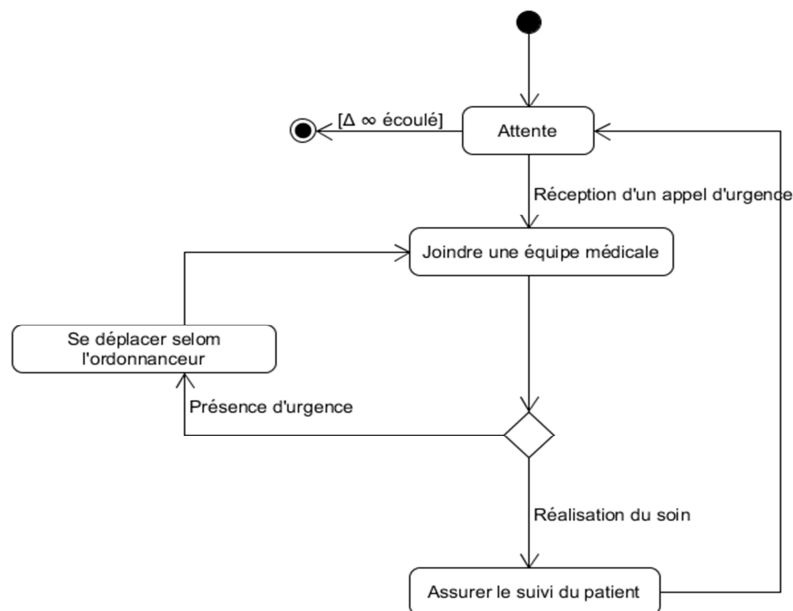 [Δ ∞ écoulé]
Attente
Réception d'un appel d'urgence
Joindre une équipe médicale
Se déplacer selom
l'ordonnanceur
Présence d'urgence
Réalisation du soin
Assurer le suivi du patient